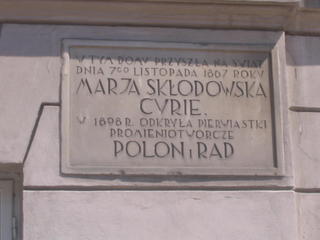 W TYM DOMU PRZYSZŁA NA ŚWIAT
DNIA 7GO LISTOPADA 1867 ROKU
MARJA SKŁODOWSKA
CURIE.
W 1898 R. ODKRYŁA PIERWIASTKI
PROMIENIOTWÓRCZE
POLON I RAD